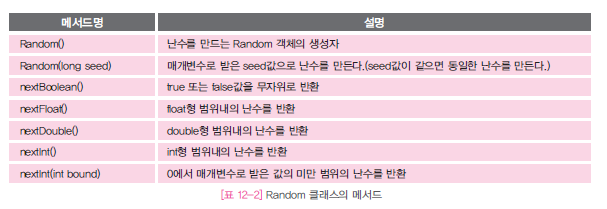 메서드명 설명
Random() 난수를 만드는 Random 객체의 생성자
Random(long seed) 매개변수로 받은 seed값으로 난수를 만든다.(seed값이 같으면 동일한 난수를 만든다.)
nextBoolean() true 또는 false값을 무자위로 반환
nextFloat() float형 범위내의 난수를 반환
nextDouble() double형 범위내의 난수를 반환
nextInt() int형 범위내의 난수를 반환
nextInt(int bound) 0에서 매개변수로 받은 값의 미만 범위의 난수를 반환
[표 12-2] Random 클래스의 메서드